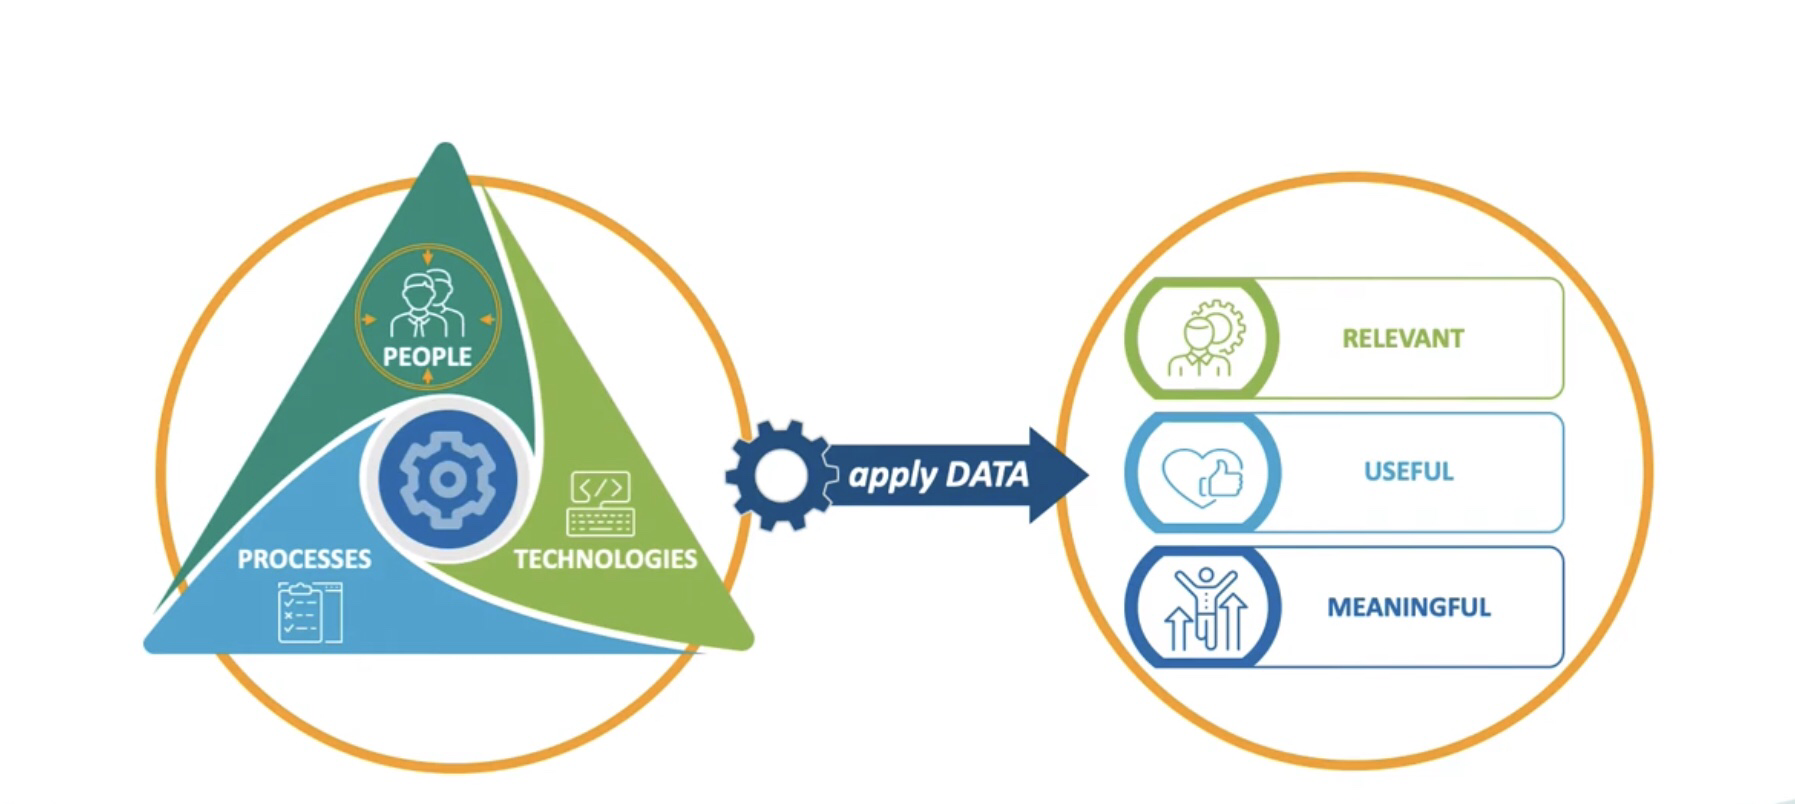 PEOPLE
PROCESSES
TECHNOLOGIES
apply DATA
RELEVANT
USEFUL
MEANINGFUL